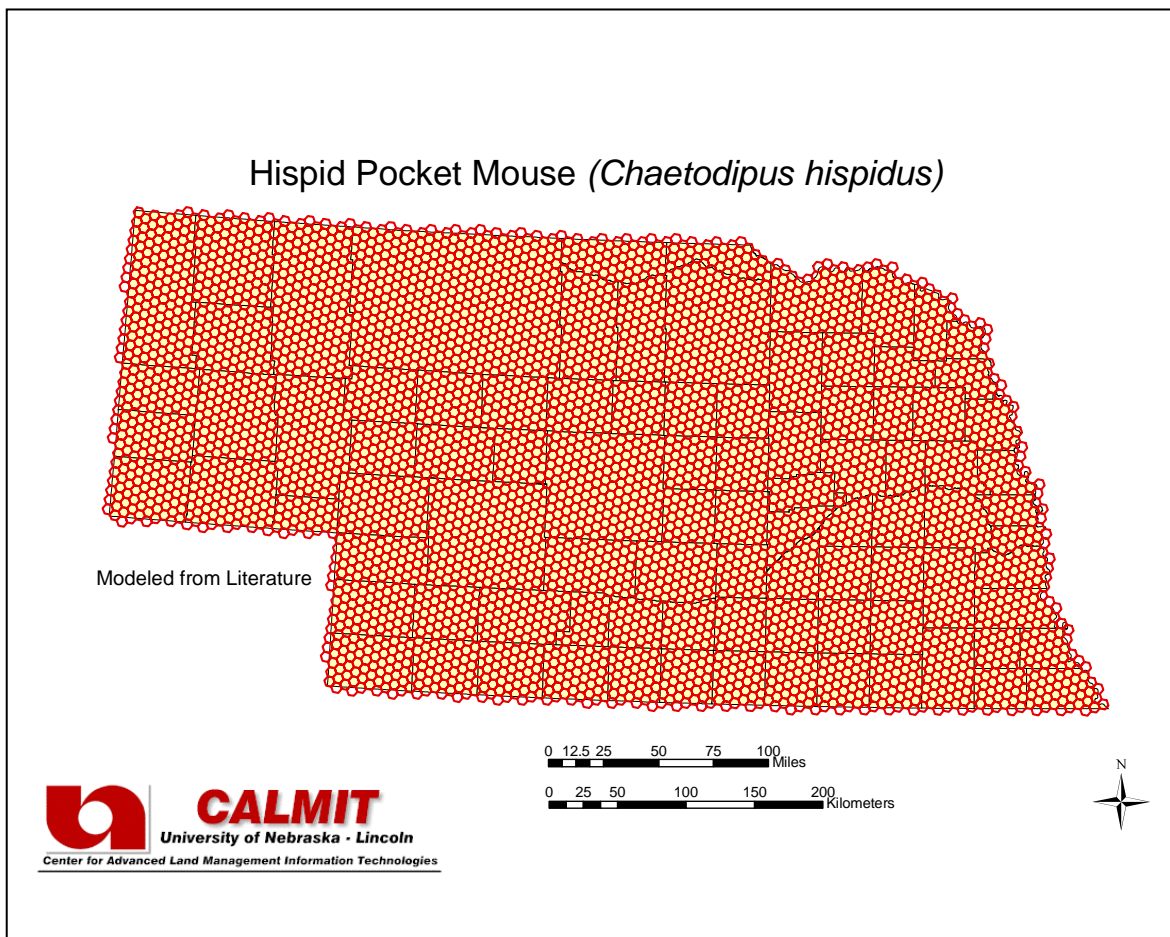 Hispid Pocket Mouse (Chaetodipus hispidus)
Modeled from Literature
0 12.5 25 50 75 100
Miles
0 25 50 100 150 200
Kilometers
N
CALMIT
University of Nebraska - Lincoln
Center for Advanced Land Management Information Technologies